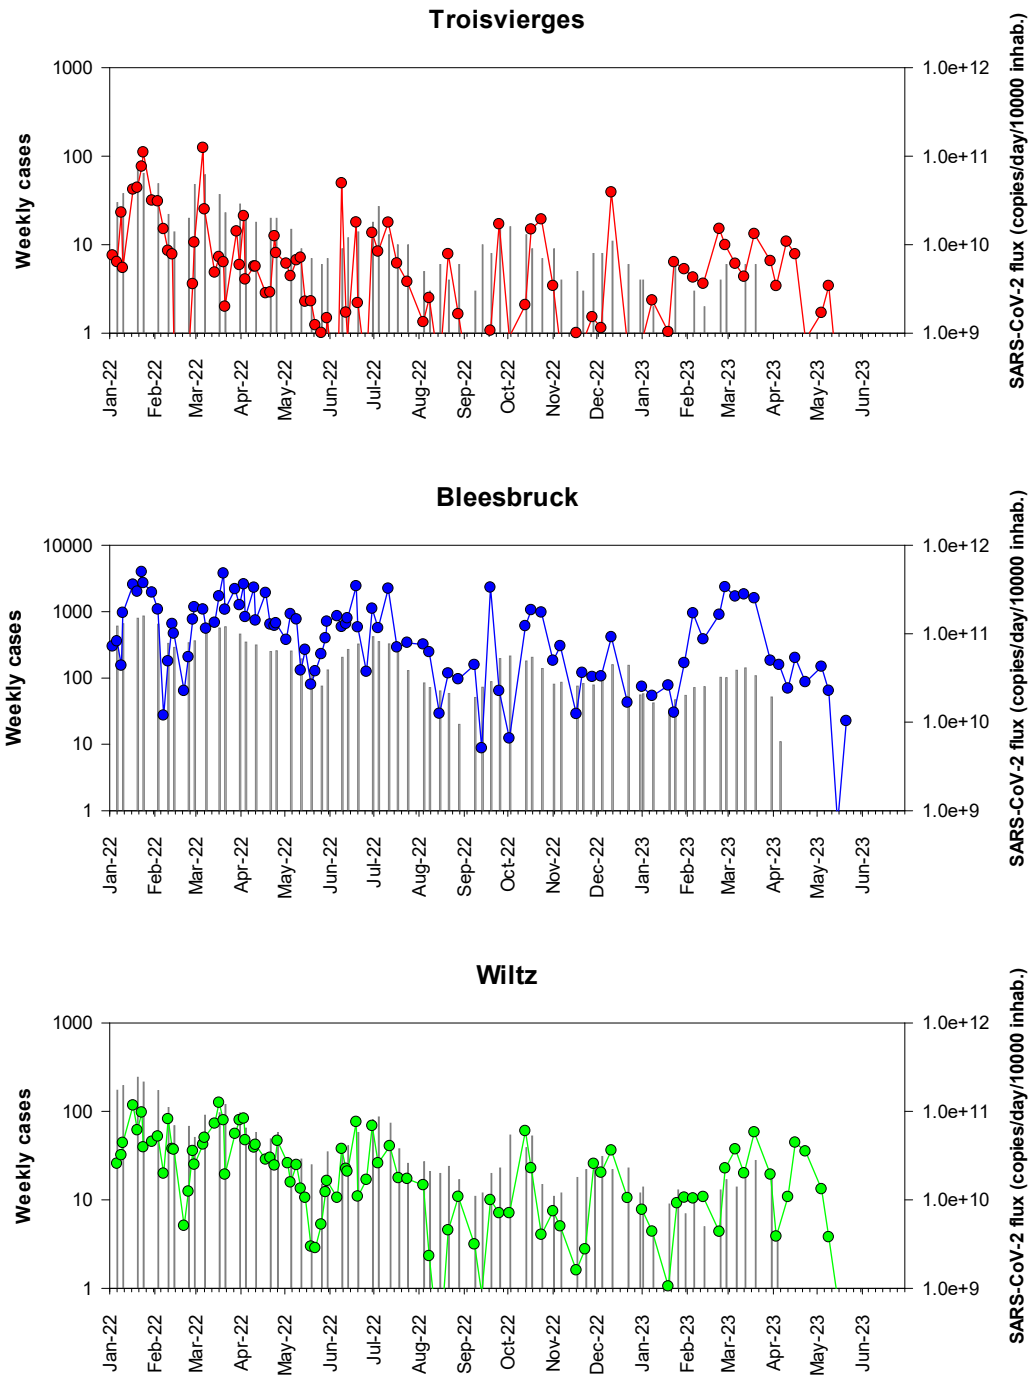 Troisvierges
Weekly cases
1000
100
10
1
1.0e+12
1.0e+11
1.0e+10
1.0e+9
SARS-CoV-2 flux (copies/day/10000 inhab.)
Jan-22
Feb-22
Mar-22
Apr-22
May-22
Jun-22
Jul-22
Aug-22
Sep-22
Oct-22
Nov-22
Dec-22
Jan-23
Feb-23
Mar-23
Apr-23
May-23
Jun-23
Bleesbruck
Weekly cases
10000
1000
100
10
1
1.0e+12
1.0e+11
1.0e+10
1.0e+9
SARS-CoV-2 flux (copies/day/10000 inhab.)
Jan-22
Feb-22
Mar-22
Apr-22
May-22
Jun-22
Jul-22
Aug-22
Sep-22
Oct-22
Nov-22
Dec-22
Jan-23
Feb-23
Mar-23
Apr-23
May-23
Jun-23
Wiltz
Weekly cases
1000
100
10
1
1.0e+12
1.0e+11
1.0e+10
1.0e+9
SARS-CoV-2 flux (copies/day/10000 inhab.)
Jan-22
Feb-22
Mar-22
Apr-22
May-22
Jun-22
Jul-22
Aug-22
Sep-22
Oct-22
Nov-22
Dec-22
Jan-23
Feb-23
Mar-23
Apr-23
May-23
Jun-23